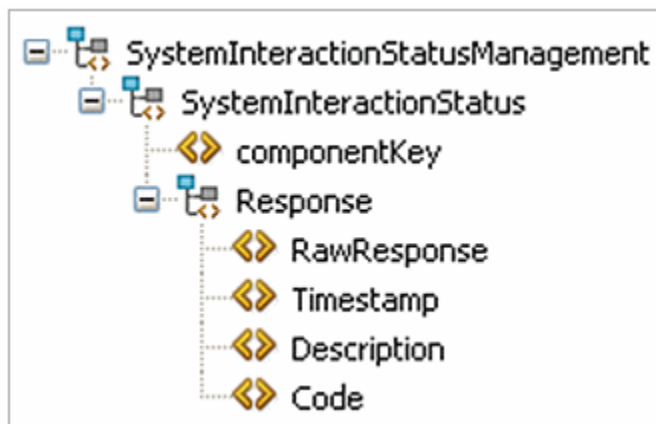 SystemInteractionStatusManagement
SystemInteractionStatus
componentKey
Response
RawResponse
Timestamp
Description
Code